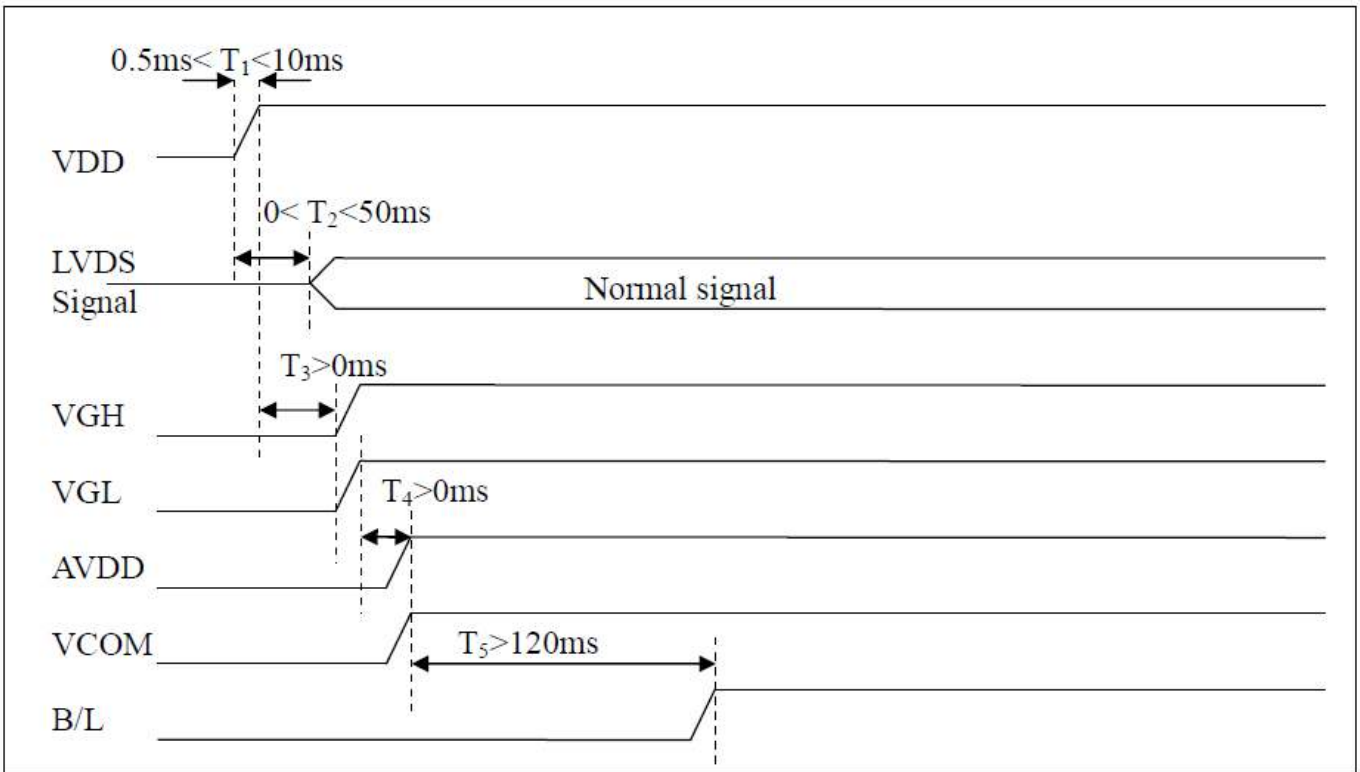 0.5ms< T₁<10ms
VDD
0< T₂<50ms
LVDS
Signal
Normal signal
T₃>0ms
VGH
VGL
T₄>0ms
AVDD
VCOM
T₅>120ms
B/L